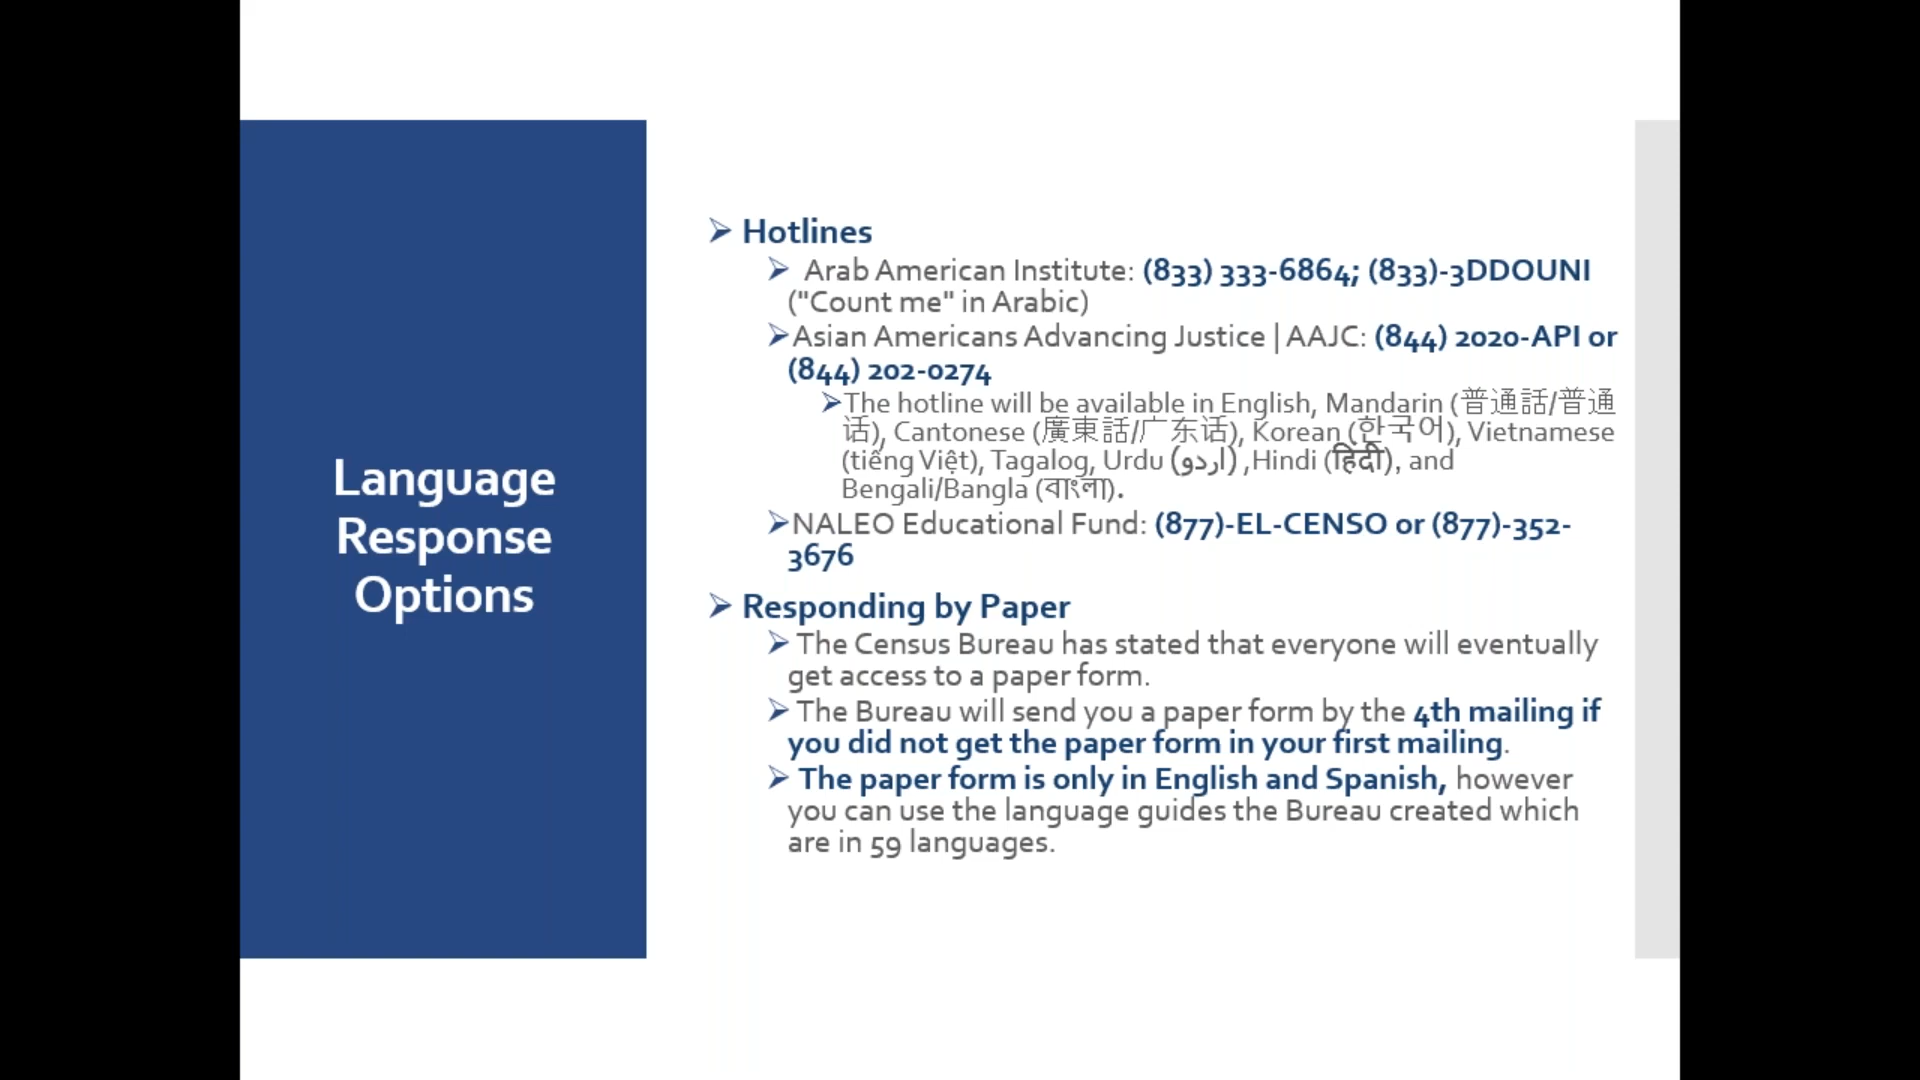 Language
Response
Options
➢ Hotlines
➢ Arab American Institute: (833) 333-6864; (833)-3DDOUNI
("Count me" in Arabic)
➢Asian Americans Advancing Justice | AAJC: (844) 2020-API or
(844) 202-0274
➢The hotline will be available in English, Mandarin (普通話/普通
话), Cantonese (廣東話/广东话), Korean (한국어), Vietnamese
(tiếng Việt), Tagalog, Urdu (اردو) ,Hindi (हिंदी), and
Bengali/Bangla (বাংলা).
➢NALEO Educational Fund: (877)-EL-CENSO or (877)-352-
3676
➢ Responding by Paper
➢ The Census Bureau has stated that everyone will eventually
get access to a paper form.
➢ The Bureau will send you a paper form by the 4th mailing if
you did not get the paper form in your first mailing.
➢ The paper form is only in English and Spanish, however
you can use the language guides the Bureau created which
are in 59 languages.